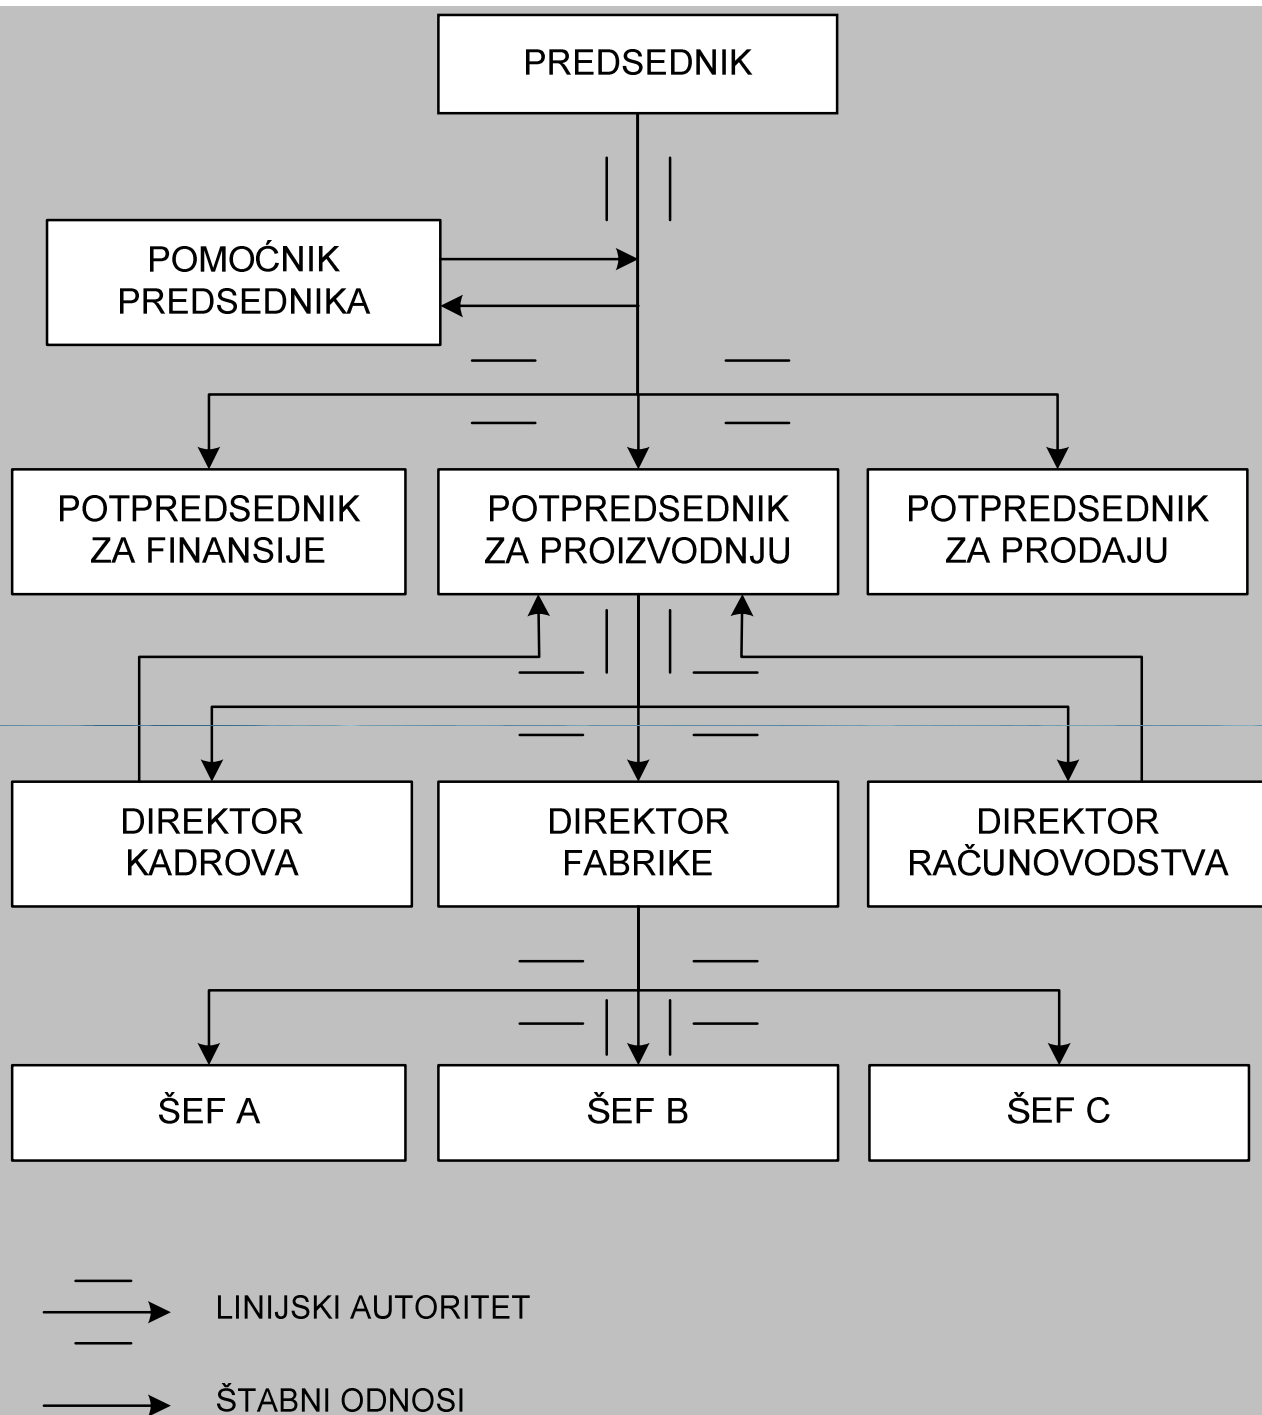 PREDSEDNIK
POMOĆNIK
PREDSEDNIKA
POTPREDSEDNIK
ZA FINANSIJE
POTPREDSEDNIK
ZA PROIZVODNJU
POTPREDSEDNIK
ZA PRODAJU
DIREKTOR
KADROVA
DIREKTOR
FABRIKE
DIREKTOR
RAČUNOVODSTVA
ŠEF A
ŠEF B
ŠEF C
LINIJSKI AUTORITET
ŠTABNI ODNOSI